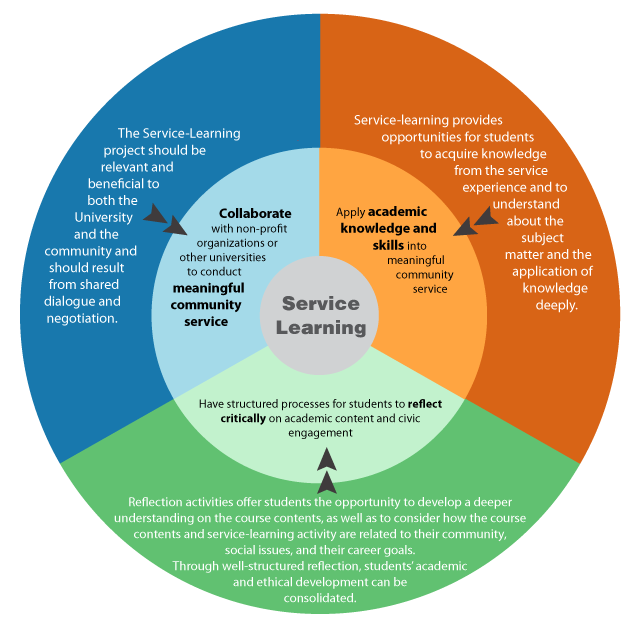 The Service-Learning
project should be
relevant and
beneficial to
both the
University
and the
community and
should result
from shared
dialogue and
negotiation.
Collaborate
with non-profit
organizations or
other universities
to conduct
meaningful
community
service
Service-learning provides
opportunities for students
to acquire knowledge
from the service
experience and to
understand
about the
subject
matter and the
application of
knowledge
deeply.
Apply academic
knowledge and
skills into
meaningful
community
service
Service
Learning
Have structured processes for students to reflect
critically on academic content and civic
engagement
Reflection activities offer students the opportunity to develop a deeper
understanding on the course contents, as well as to consider how the course
contents and service-learning activity are related to their community,
social issues, and their career goals.
Through well-structured reflection, students' academic
and ethical development can be
consolidated.